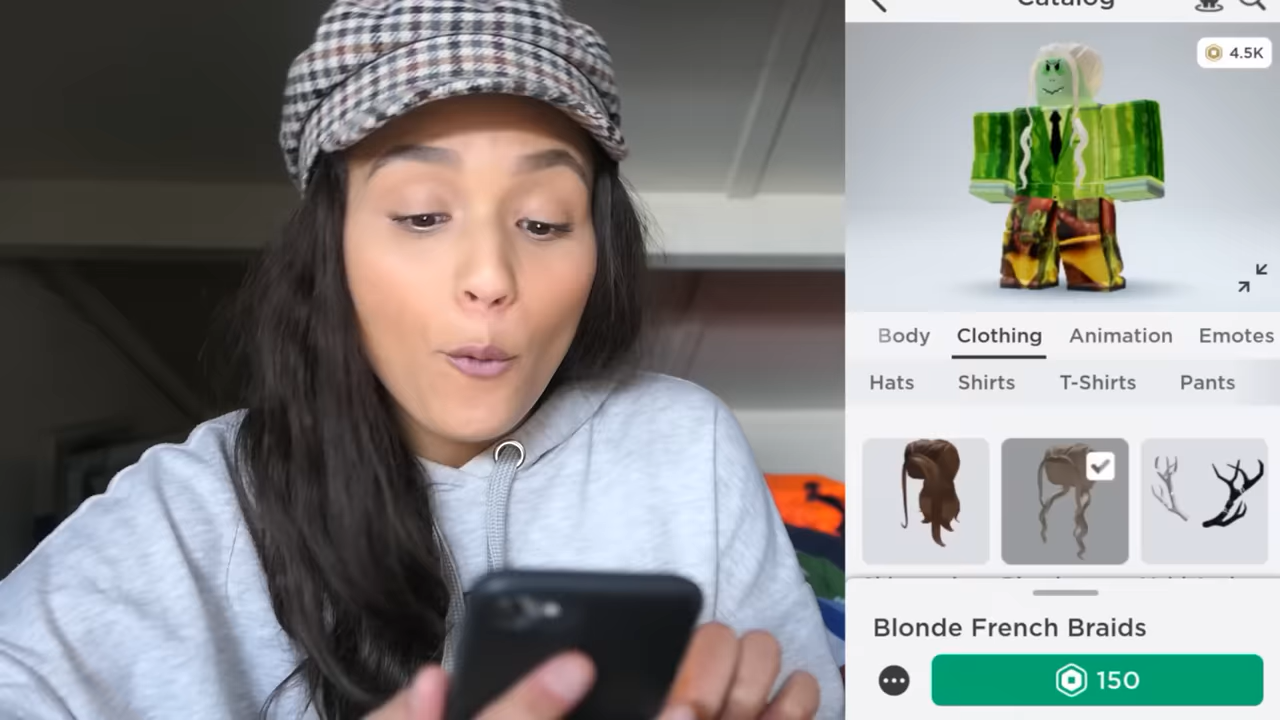 Catalog
4.5K
Body Clothing Animation Emotes
Hats Shirts T-Shirts Pants
Blonde French Braids
150